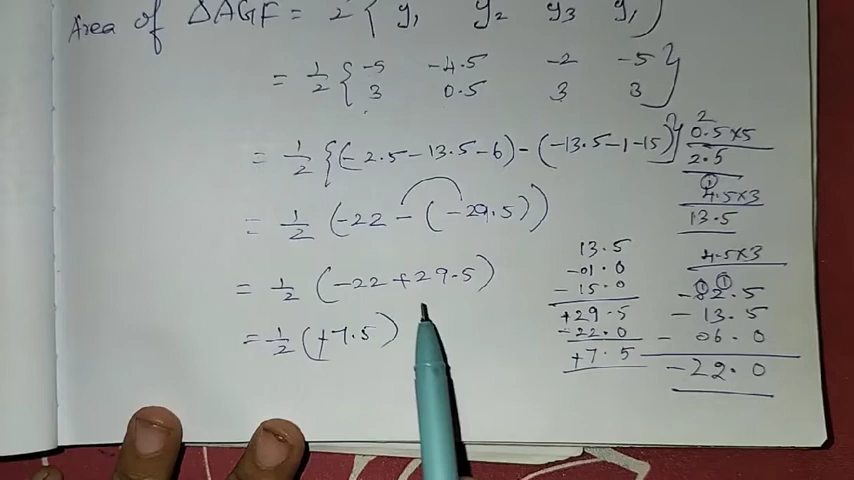 Area of ΔAGF = 2 { y₁ y₂ y₃ y₁ }
= 1/2 { -5 -4.5 -2 -5 }
3 0.5 3 3
= 1/2 { (-2.5-13.5-6) - (-13.5-1-15) }
= 1/2 (-22 - (-29.5))
= 1/2 (-22+29.5)
= 1/2 (+7.5)
2
0.5×5
2.5
1
4.5×3
13.5
4.5×3
13.5
-01.0
-15.0
+29.5
-22.0
+7.5
1 1
2.5
- 13.5
- 06.0
-22.0